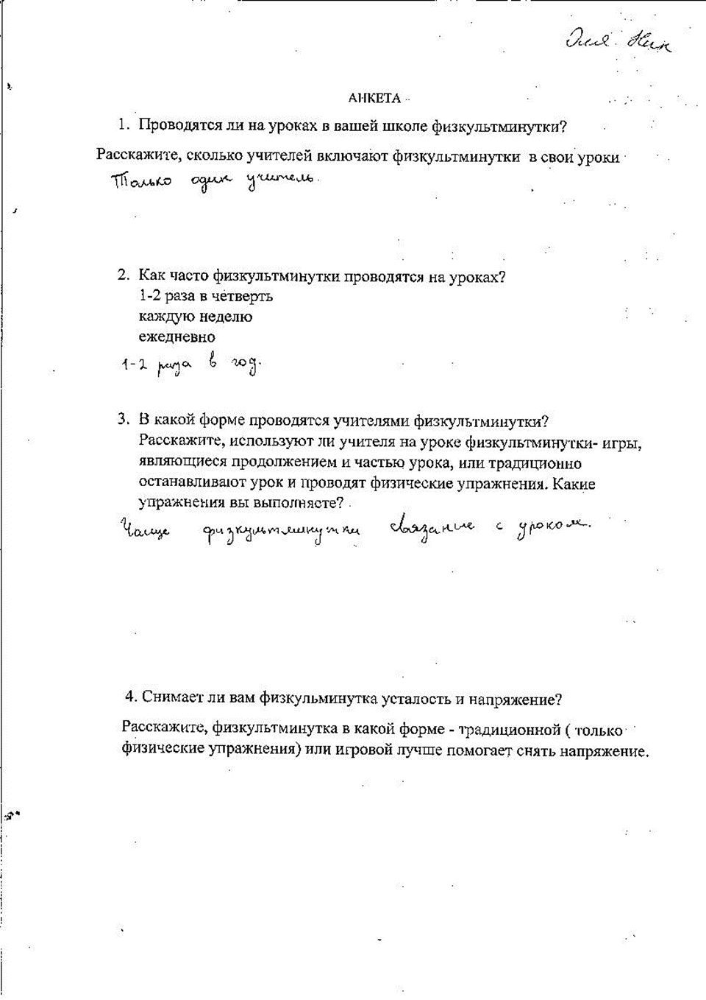 Оля Ник
АНКЕТА
1. Проводятся ли на уроках в вашей школе физкультминутки?
Расскажите, сколько учителей включают физкультминутки в свои уроки
Только один учитель.
2. Как часто физкультминутки проводятся на уроках?
1-2 раза в четверть
каждую неделю
ежедневно
1-2 раза в год.
3. В какой форме проводятся учителями физкультминутки?
Расскажите, используют ли учителя на уроке физкультминутки- игры,
являющиеся продолжением и частью урока, или традиционно
останавливают урок и проводят физические упражнения. Какие
упражнения вы выполняете?
Чаще физкультминутки связание с уроком.
4. Снимает ли вам физкульминутка усталость и напряжение?
Расскажите, физкультминутка в какой форме - традиционной ( только
физические упражнения) или игровой лучше помогает снять напряжение.